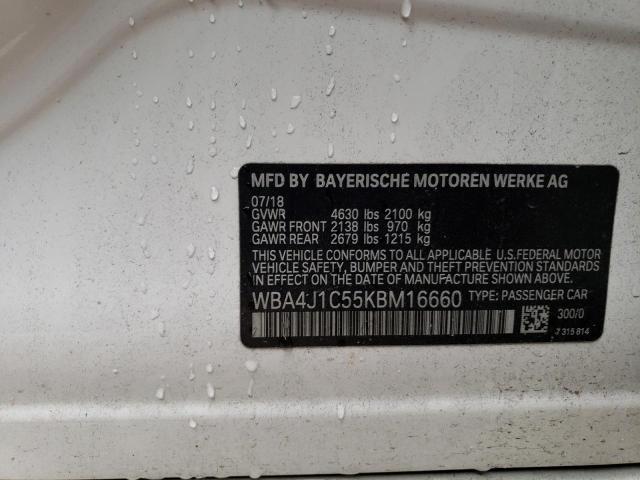 MFD BY BAYERISCHE MOTOREN WERKE AG
07/18
GVWR 4630 lbs 2100 kg
GAWR FRONT 2138 lbs 970 kg
GAWR REAR 2679 lbs 1215 kg
THIS VEHICLE CONFORMS TO ALL APPLICABLE U.S.FEDERAL MOTOR
VEHICLE SAFETY, BUMPER AND THEFT PREVENTION STANDARDS
IN EFFECT ON THE DATE OF MANUFACTURE SHOWN ABOVE.
WBA4J1C55KBM16660 TYPE: PASSENGER CAR
300/0
7 315 814